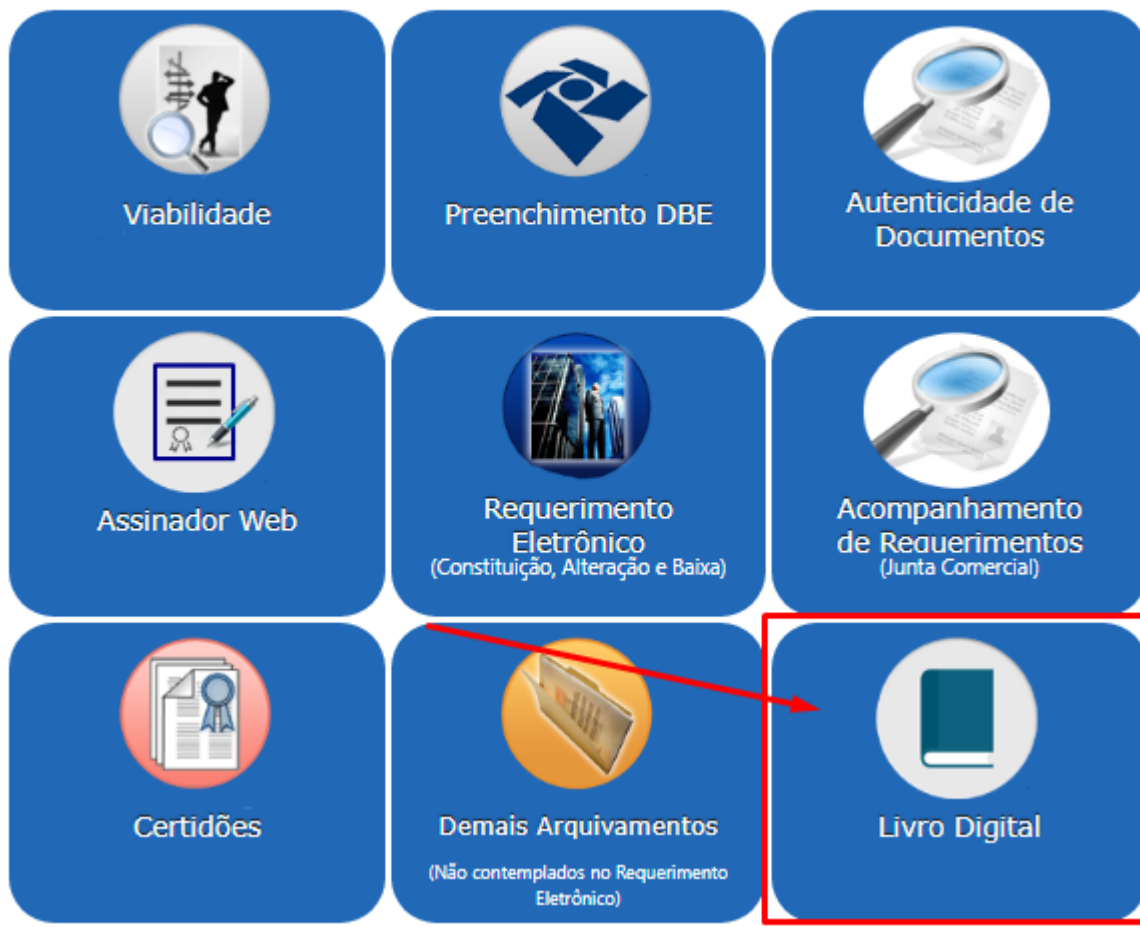 Viabilidade
Preenchimento DBE
Autenticidade de
Documentos
Assinador Web
Requerimento
Eletrônico
(Constituição, Alteração e Baixa)
Acompanhamento
de Requerimentos
(Junta Comercial)
Certidões
Demais Arquivamentos
(Não contemplados no Requerimento
Eletrônico)
Livro Digital